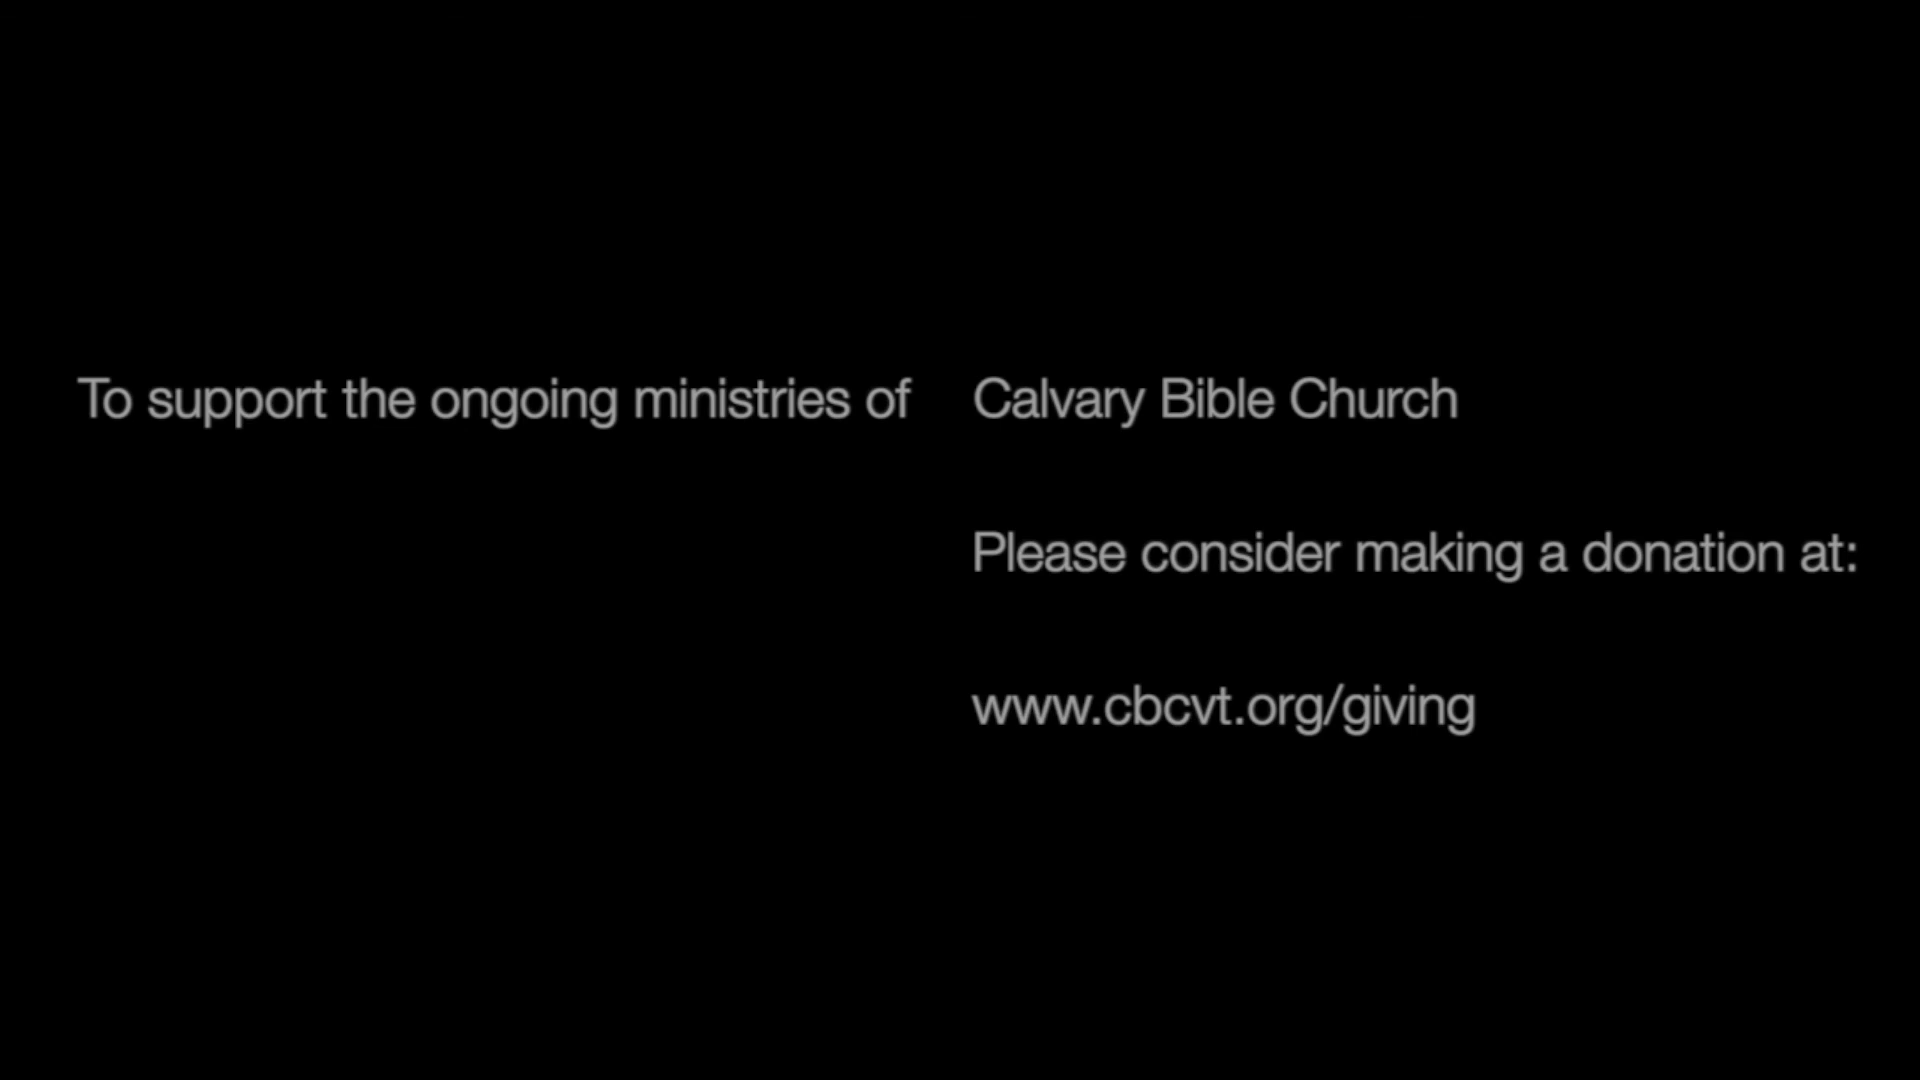 To support the ongoing ministries of Calvary Bible Church
Please consider making a donation at:
www.cbcvt.org/giving